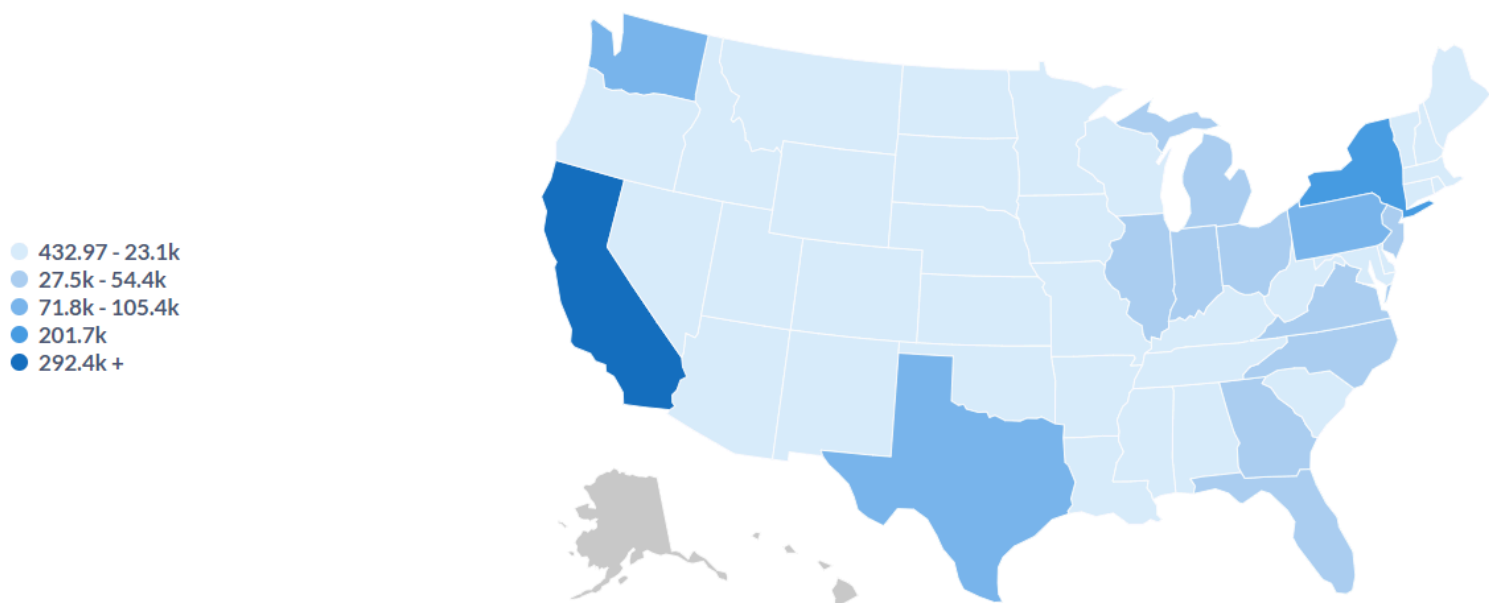 432.97 - 23.1k
27.5k - 54.4k
71.8k - 105.4k
201.7k
292.4k +